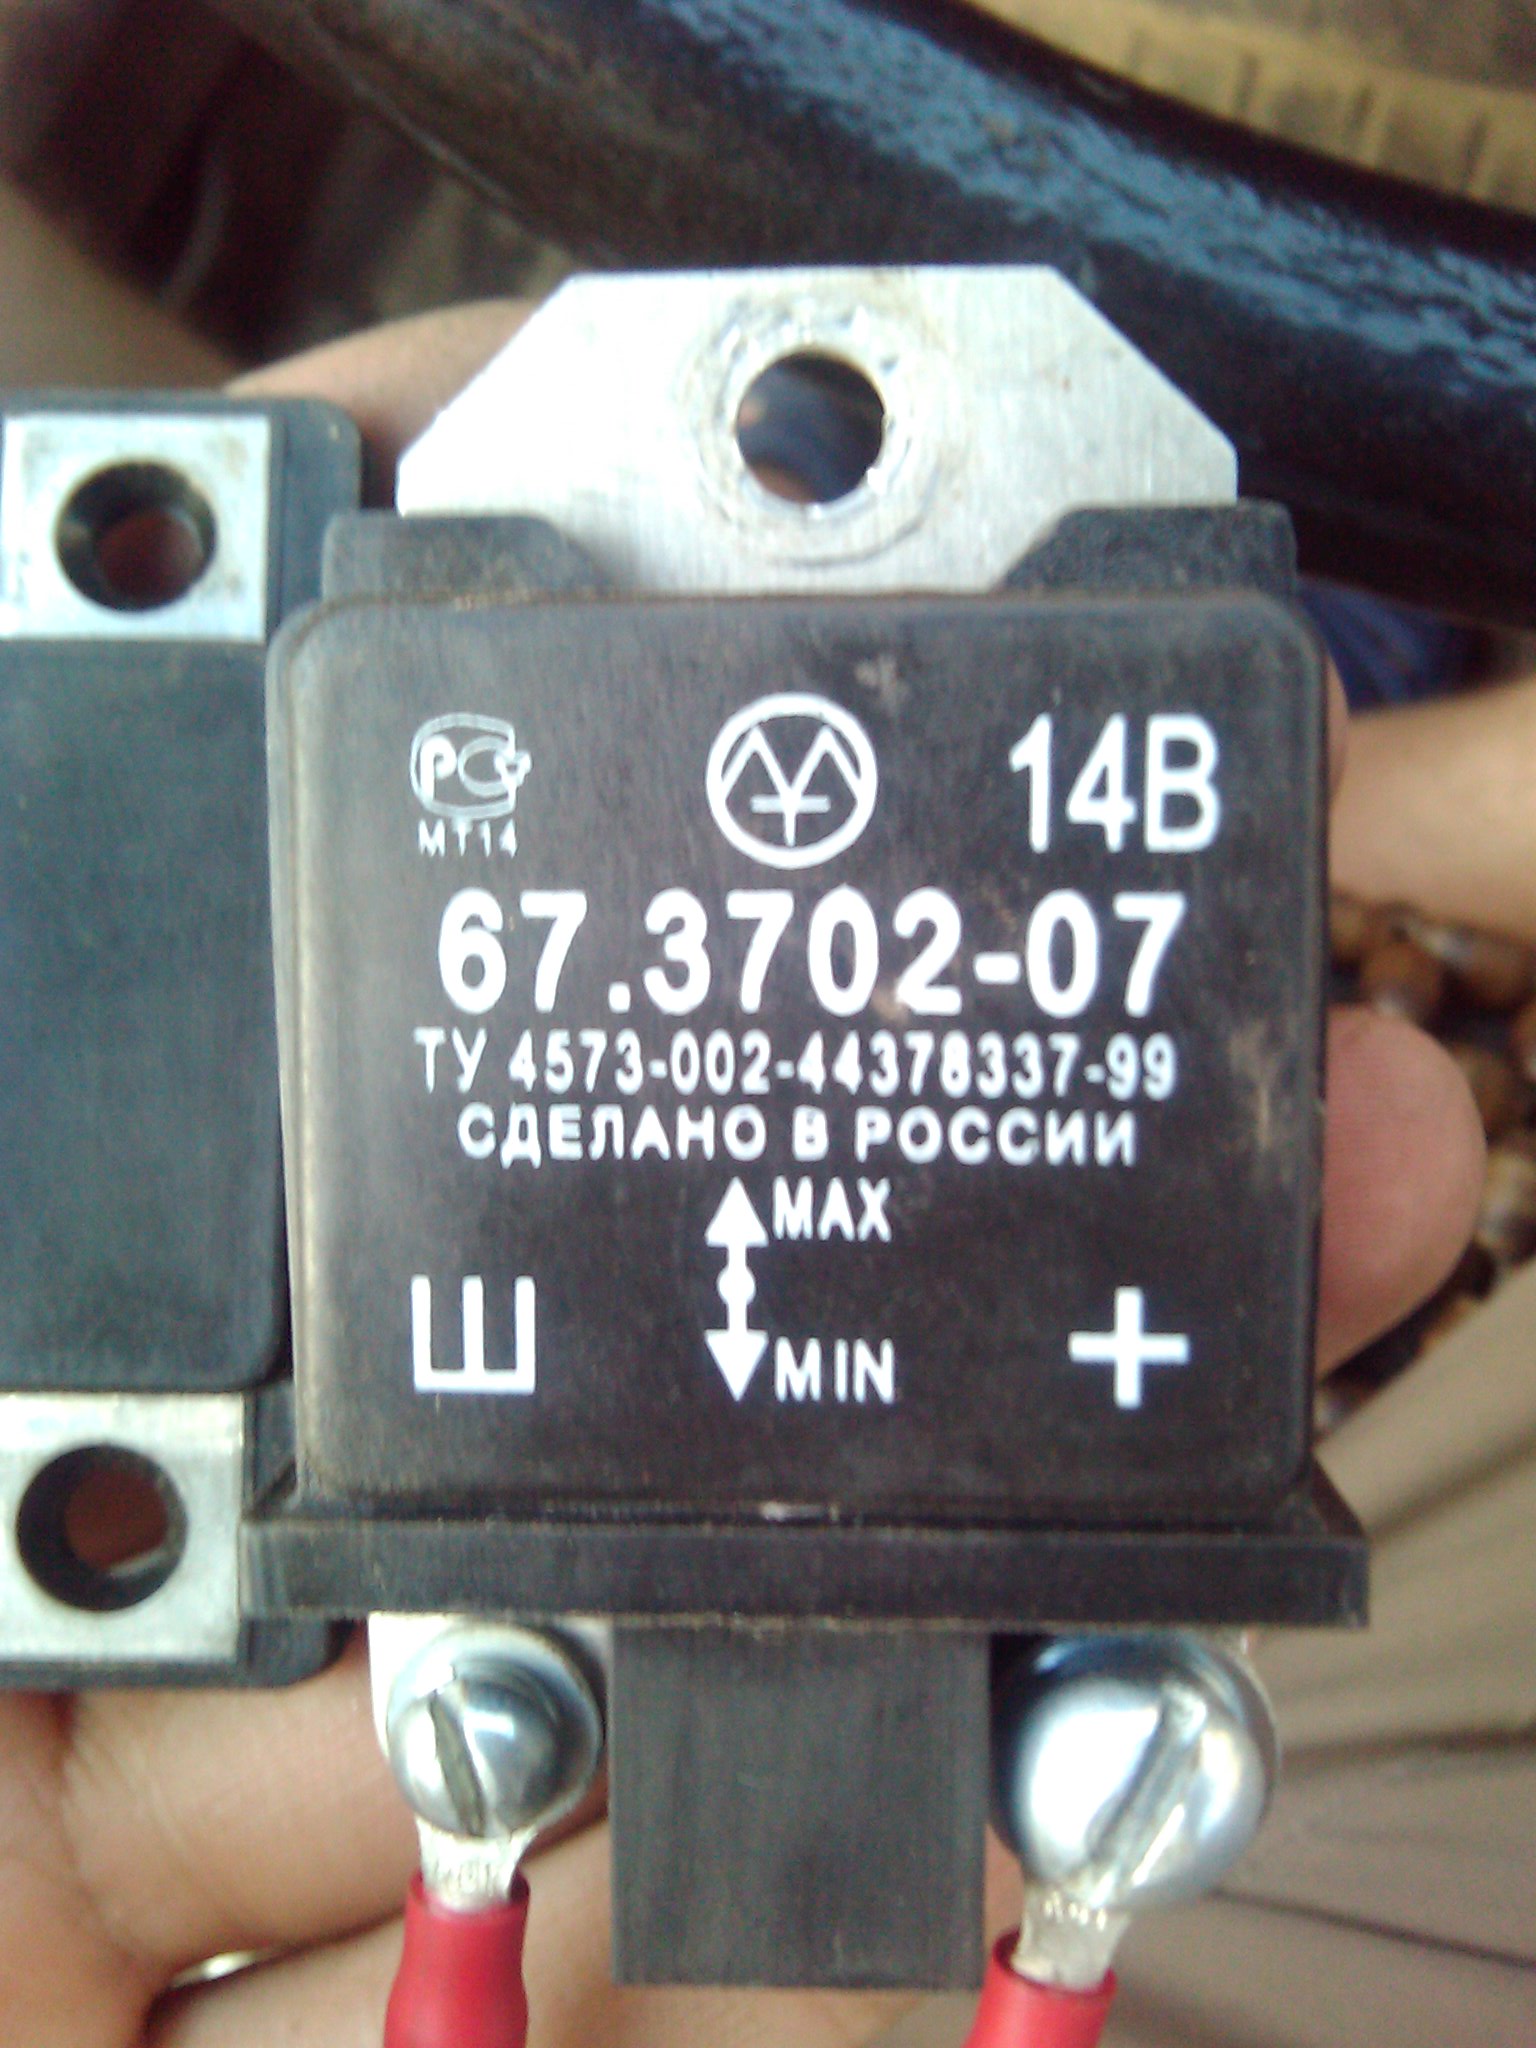 РСТ
МТ14
14В
67.3702-07
ТУ 4573-002-44378337-99
СДЕЛАНО В РОССИИ
MAX
Ш
MIN
+